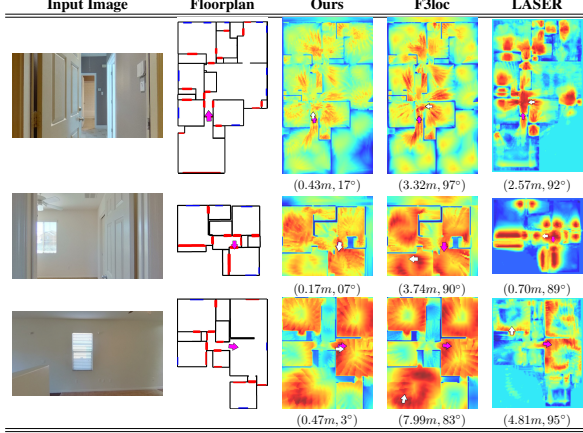 Input Image Floorplan Ours F3loc LASER
(0.43m, 17°) (3.32m, 97°) (2.57m, 92°)
(0.17m, 07°) (3.74m, 90°) (0.70m, 89°)
(0.47m, 3°) (7.99m, 83°) (4.81m, 95°)